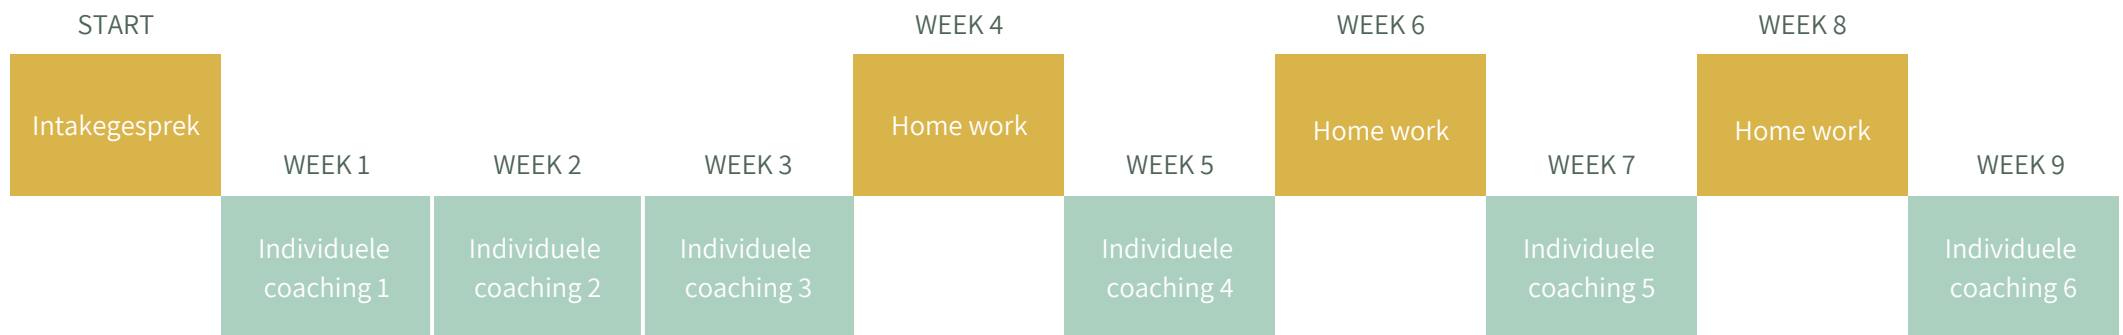 START
Intakegesprek
WEEK 1
Individuele
coaching 1
WEEK 2
Individuele
coaching 2
WEEK 3
Individuele
coaching 3
WEEK 4
Home work
WEEK 5
Individuele
coaching 4
WEEK 6
Home work
WEEK 7
Individuele
coaching 5
WEEK 8
Home work
WEEK 9
Individuele
coaching 6